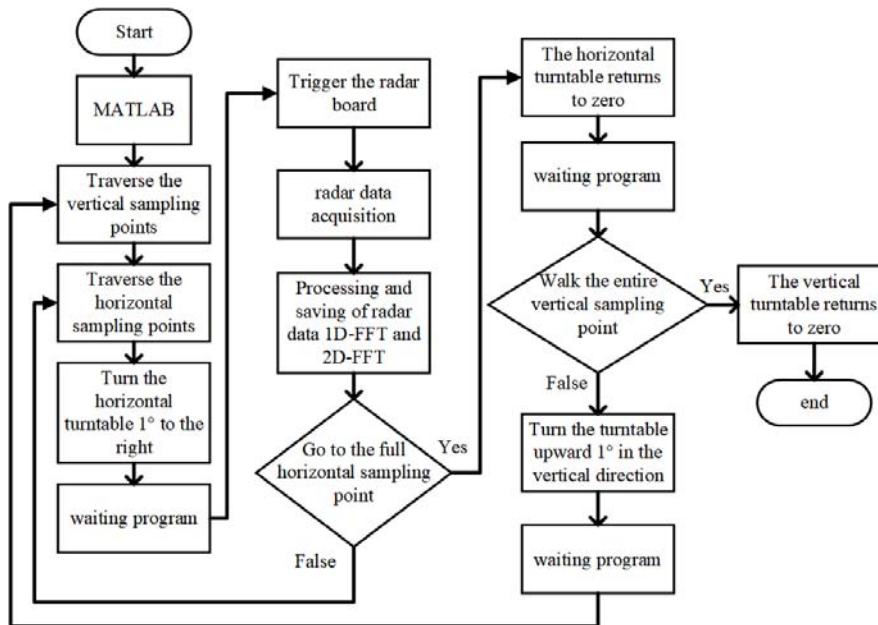 Start
MATLAB
Traverse the
vertical sampling
points
Traverse the
horizontal
sampling points
Turn the
horizontal
turntable 1° to the
right
waiting program
Trigger the radar
board
radar data
acquisition
Processing and
saving of radar
data 1D-FFT and
2D-FFT
Go to the full
horizontal sampling
point
Yes
False
The horizontal
turntable returns
to zero
waiting program
Walk the entire
vertical sampling
point
Yes
False
The vertical
turntable returns
to zero
end
Turn the turntable
upward 1° in the
vertical direction
waiting program